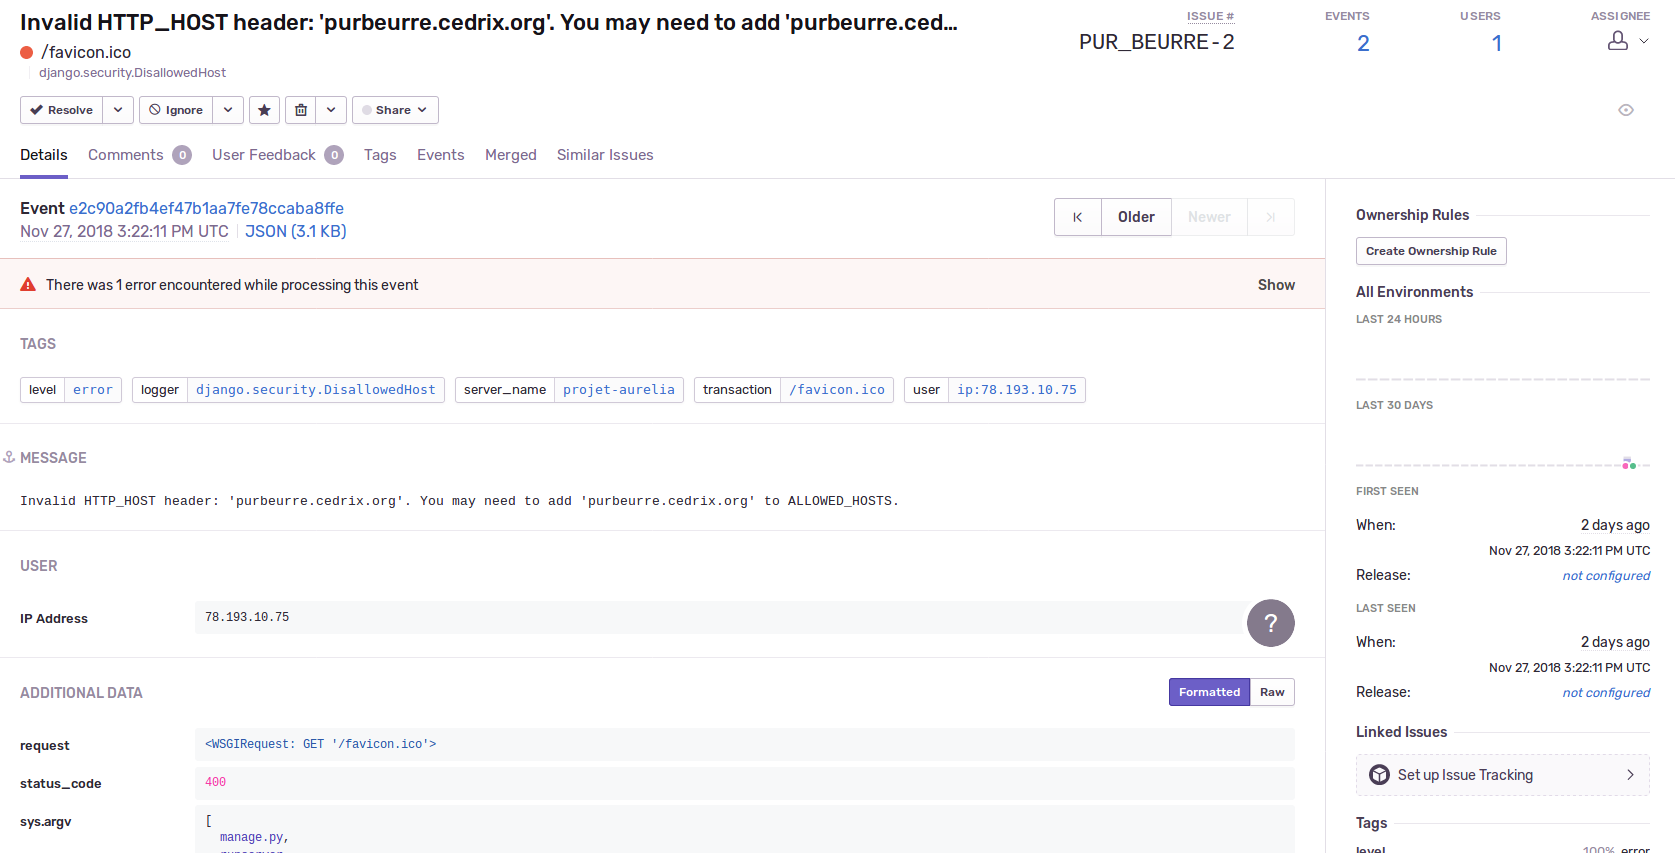 Invalid HTTP_HOST header: 'purbeurre.cedrix.org'. You may need to add 'purbeurre.ced…
/favicon.ico
django.security.DisallowedHost
ISSUE #
PUR_BEURRE-2
EVENTS
2
USERS
1
ASSIGNEE
Resolve
Ignore
Share
Details
Comments 0
User Feedback 0
Tags
Events
Merged
Similar Issues
Event e2c90a2fb4ef47b1aa7fe78ccaba8ffe
Nov 27, 2018 3:22:11 PM UTC JSON (3.1 KB)
Older
Newer
There was 1 error encountered while processing this event
Show
TAGS
level error
logger django.security.DisallowedHost
server_name projet-aurelia
transaction /favicon.ico
user ip:78.193.10.75
MESSAGE
Invalid HTTP_HOST header: 'purbeurre.cedrix.org'. You may need to add 'purbeurre.cedrix.org' to ALLOWED_HOSTS.
USER
IP Address 78.193.10.75
?
ADDITIONAL DATA
Formatted Raw
request <WSGIRequest: GET '/favicon.ico'>
status_code 400
sys.argv [
manage.py,
Ownership Rules
Create Ownership Rule
All Environments
LAST 24 HOURS
LAST 30 DAYS
FIRST SEEN
When: 2 days ago
Nov 27, 2018 3:22:11 PM UTC
Release: not configured
LAST SEEN
When: 2 days ago
Nov 27, 2018 3:22:11 PM UTC
Release: not configured
Linked Issues
Set up Issue Tracking
Tags
level 100% error